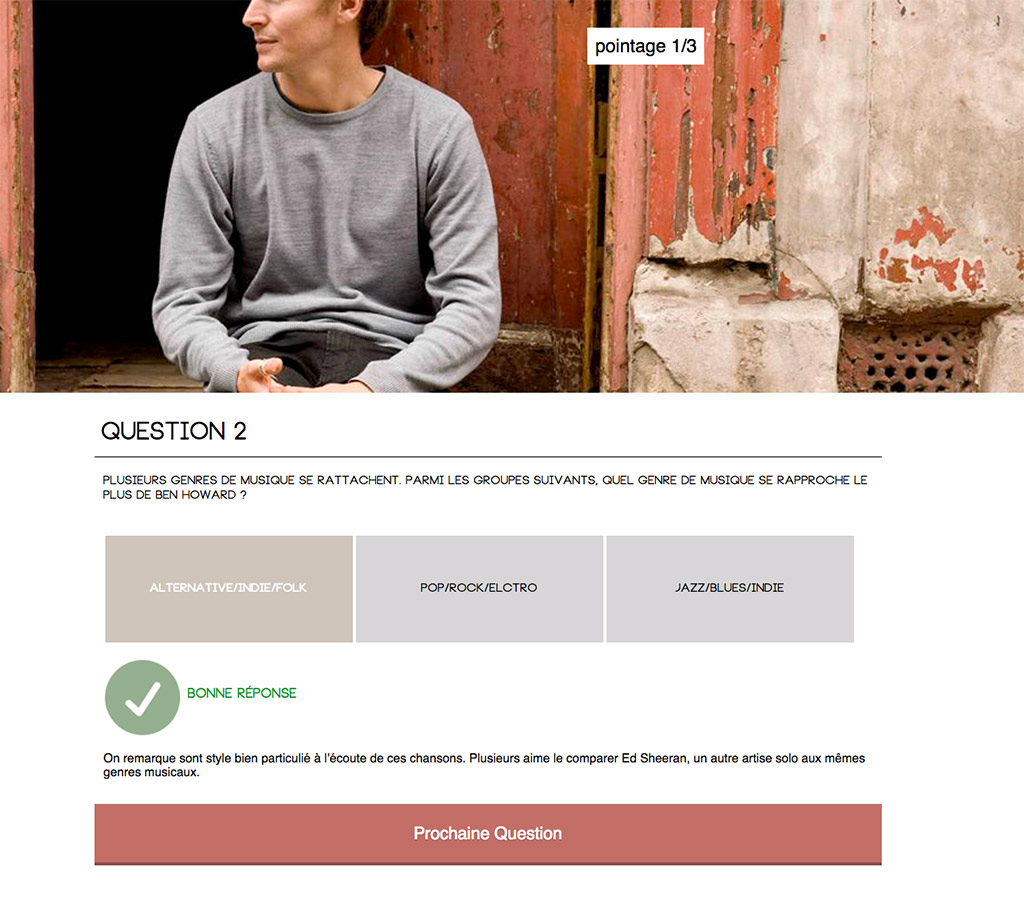 pointage 1/3
QUESTION 2
PLUSIEURS GENRES DE MUSIQUE SE RATTACHENT. PARMI LES GROUPES SUIVANTS, QUEL GENRE DE MUSIQUE SE RAPPROCHE LE
PLUS DE BEN HOWARD ?
ALTERNATIVE/INDIE/FOLK
POP/ROCK/ELCTRO
JAZZ/BLUES/INDIE
BONNE RÉPONSE
On remarque sont style bien particulié à l'écoute de ces chansons. Plusieurs aime le comparer Ed Sheeran, un autre artise solo aux mêmes
genres musicaux.
Prochaine Question